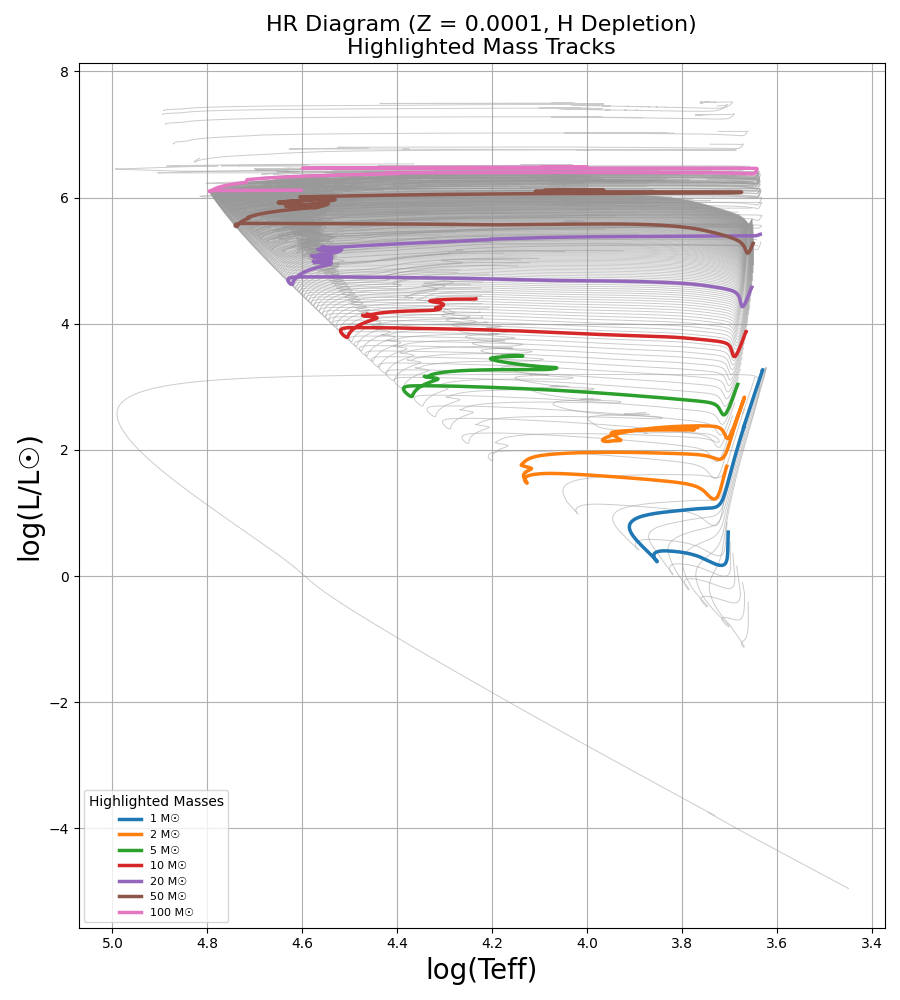 HR Diagram (Z = 0.0001, H Depletion)
Highlighted Mass Tracks
log(L/L☉)
8
6
4
2
0
−2
−4
Highlighted Masses
1 M☉
2 M☉
5 M☉
10 M☉
20 M☉
50 M☉
100 M☉
5.0 4.8 4.6 4.4 4.2 4.0 3.8 3.6 3.4
log(Teff)